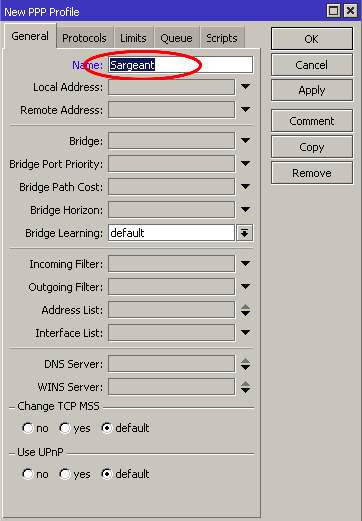 New PPP Profile
General Protocols Limits Queue Scripts
OK
Name: Sargeant
Cancel
Local Address:
Apply
Remote Address:
Comment
Bridge:
Copy
Bridge Port Priority:
Remove
Bridge Path Cost:
Bridge Horizon:
Bridge Learning: default
Incoming Filter:
Outgoing Filter:
Address List:
Interface List:
DNS Server:
WINS Server:
Change TCP MSS
no yes default
Use UPnP
no yes default